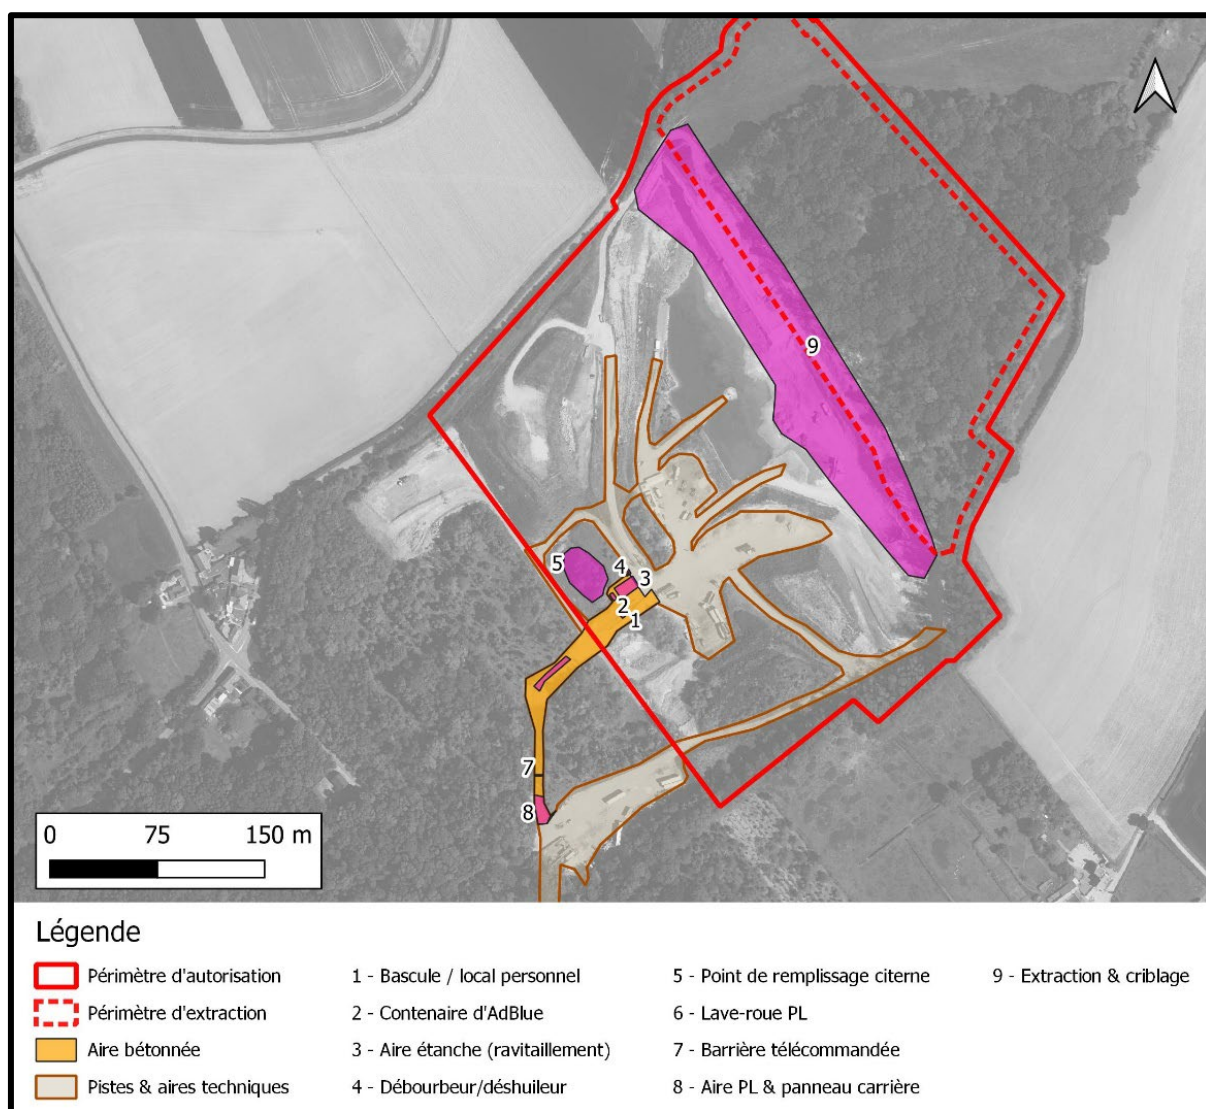 9
5
4
3
2
1
7
8
0 75 150 m
Légende
Périmètre d'autorisation
Périmètre d'extraction
Aire bétonnée
Pistes & aires techniques
1 - Bascule / local personnel
2 - Contenaire d'AdBlue
3 - Aire étanche (ravitaillement)
4 - Débourbeur/déshuileur
5 - Point de remplissage citerne
6 - Lave-roue PL
7 - Barrière télécommandée
8 - Aire PL & panneau carrière
9 - Extraction & criblage